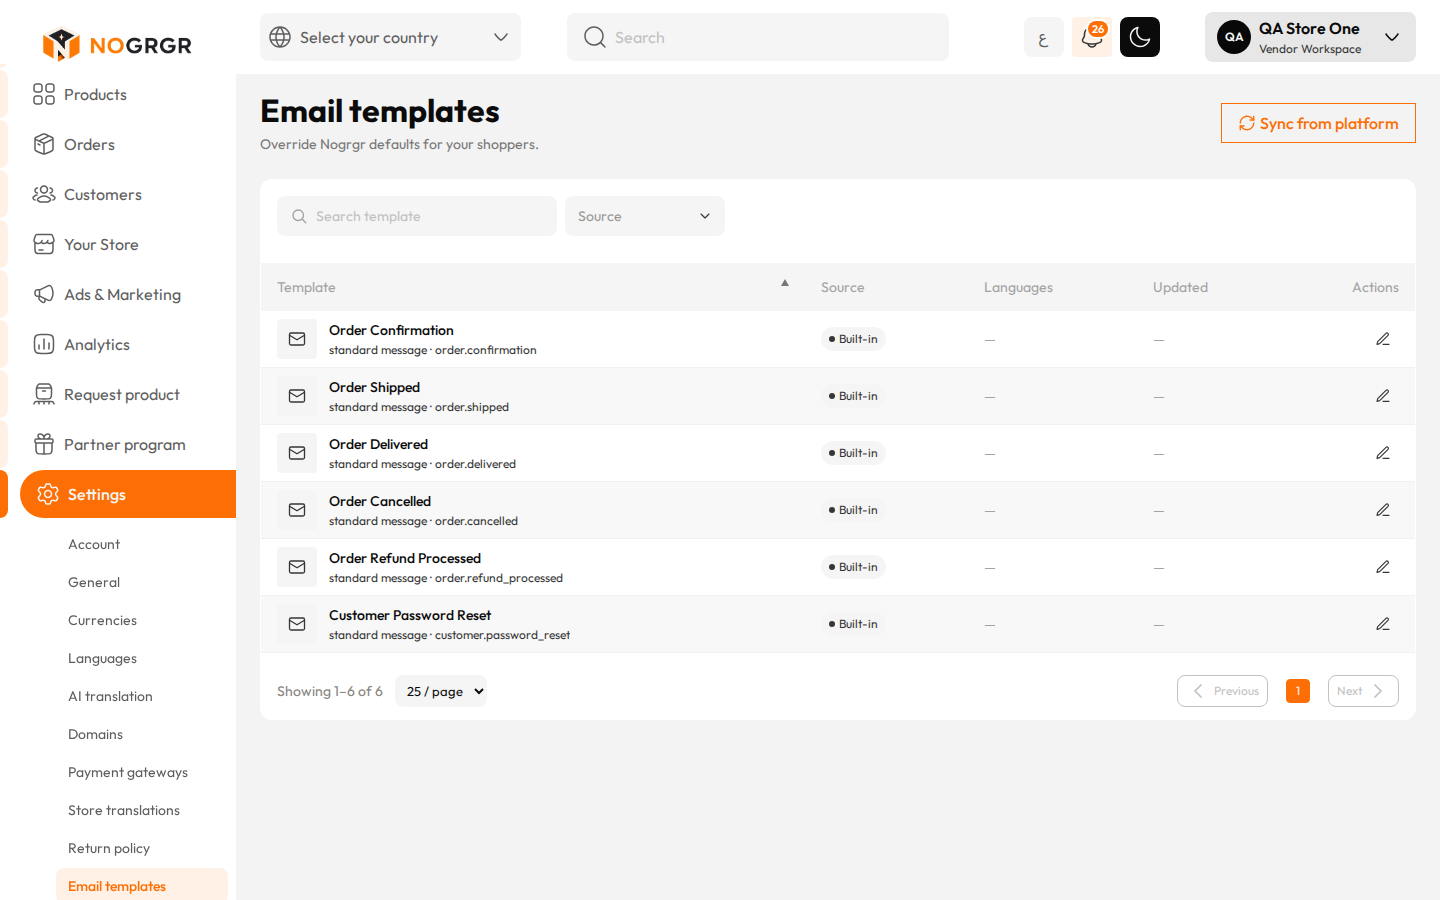 NOGRGR
Select your country
Search
ع
26
QA
QA Store One
Vendor Workspace
Products
Orders
Customers
Your Store
Ads & Marketing
Analytics
Request product
Partner program
Settings
Account
General
Currencies
Languages
AI translation
Domains
Payment gateways
Store translations
Return policy
Email templates
Email templates
Override Nogrgr defaults for your shoppers.
Sync from platform
Search template
Source
Template ▲ Source Languages Updated Actions
Order Confirmation
standard message · order.confirmation
Built-in — —
Order Shipped
standard message · order.shipped
Built-in — —
Order Delivered
standard message · order.delivered
Built-in — —
Order Cancelled
standard message · order.cancelled
Built-in — —
Order Refund Processed
standard message · order.refund_processed
Built-in — —
Customer Password Reset
standard message · customer.password_reset
Built-in — —
Showing 1–6 of 6
25 / page
Previous
1
Next